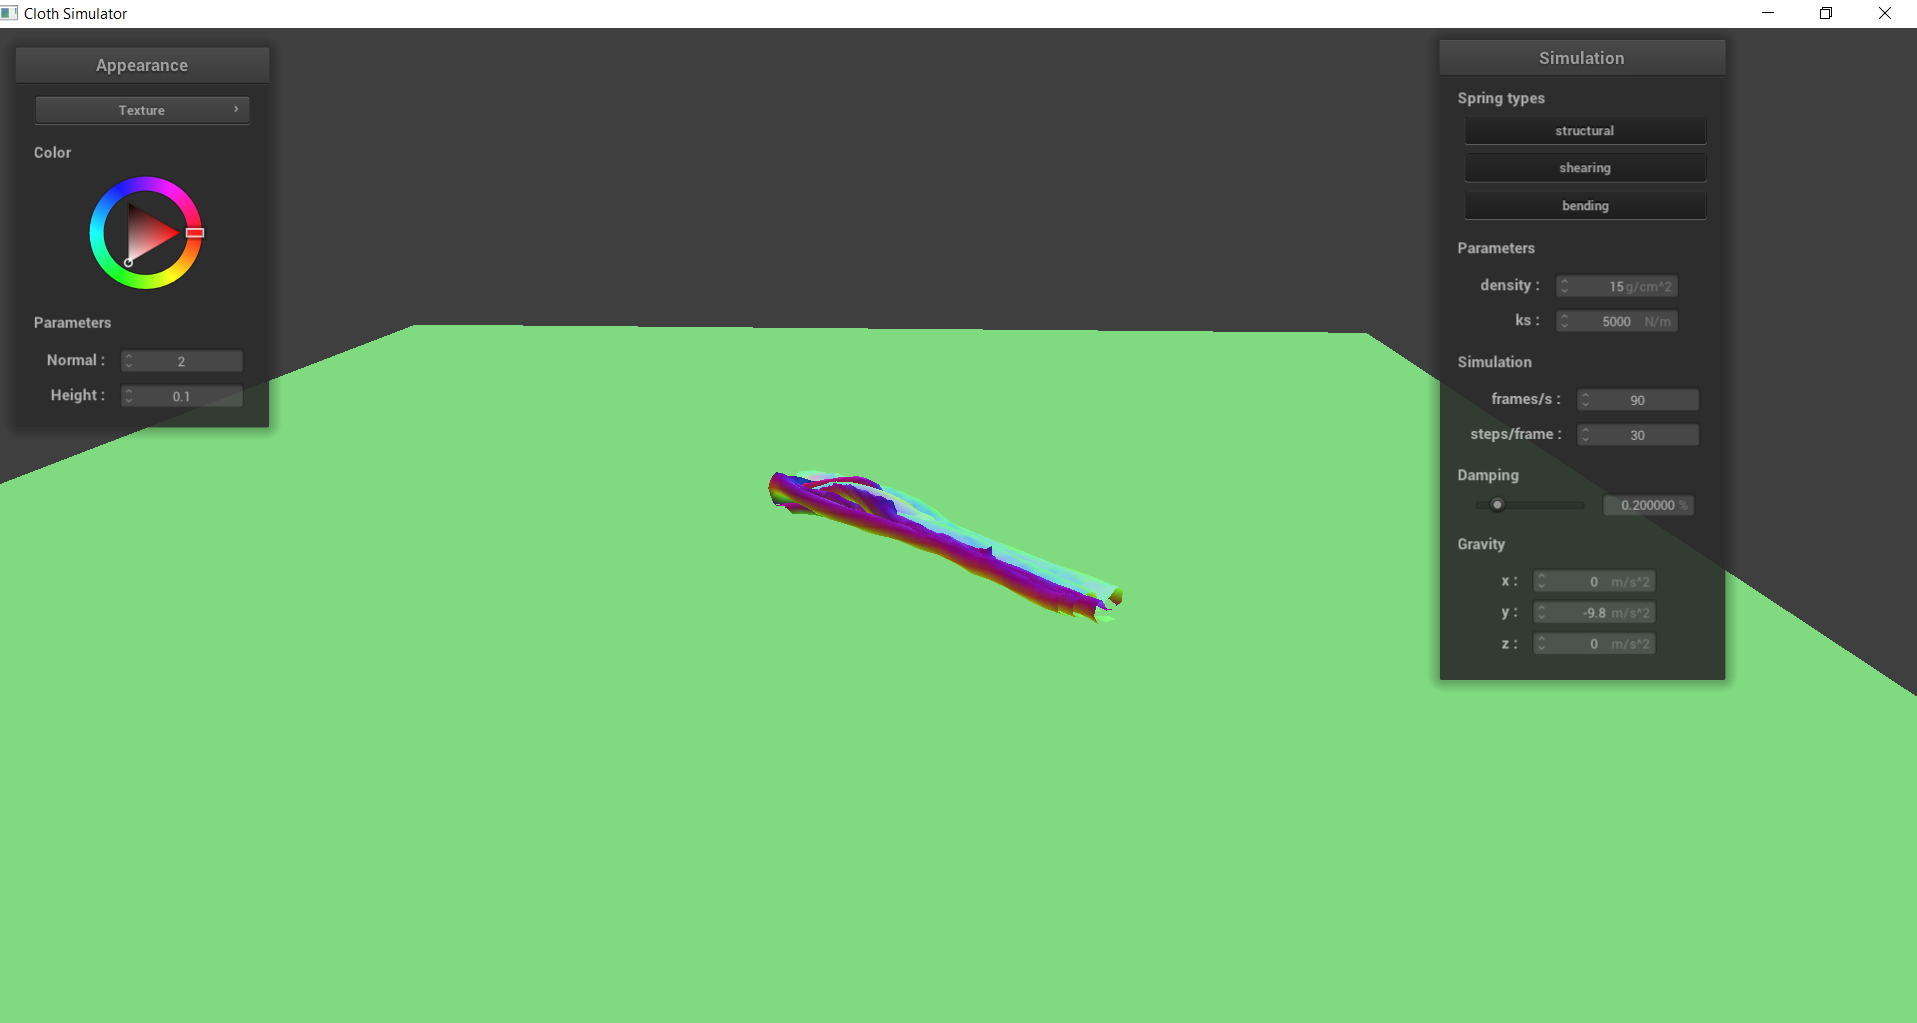 Cloth Simulator
Appearance
Texture
Color
Parameters
Normal : 2
Height : 0.1
Simulation
Spring types
structural
shearing
bending
Parameters
density : 15 g/cm^2
ks : 5000 N/m
Simulation
frames/s : 90
steps/frame : 30
Damping
0.200000 %
Gravity
x : 0 m/s^2
y : -9.8 m/s^2
z : 0 m/s^2